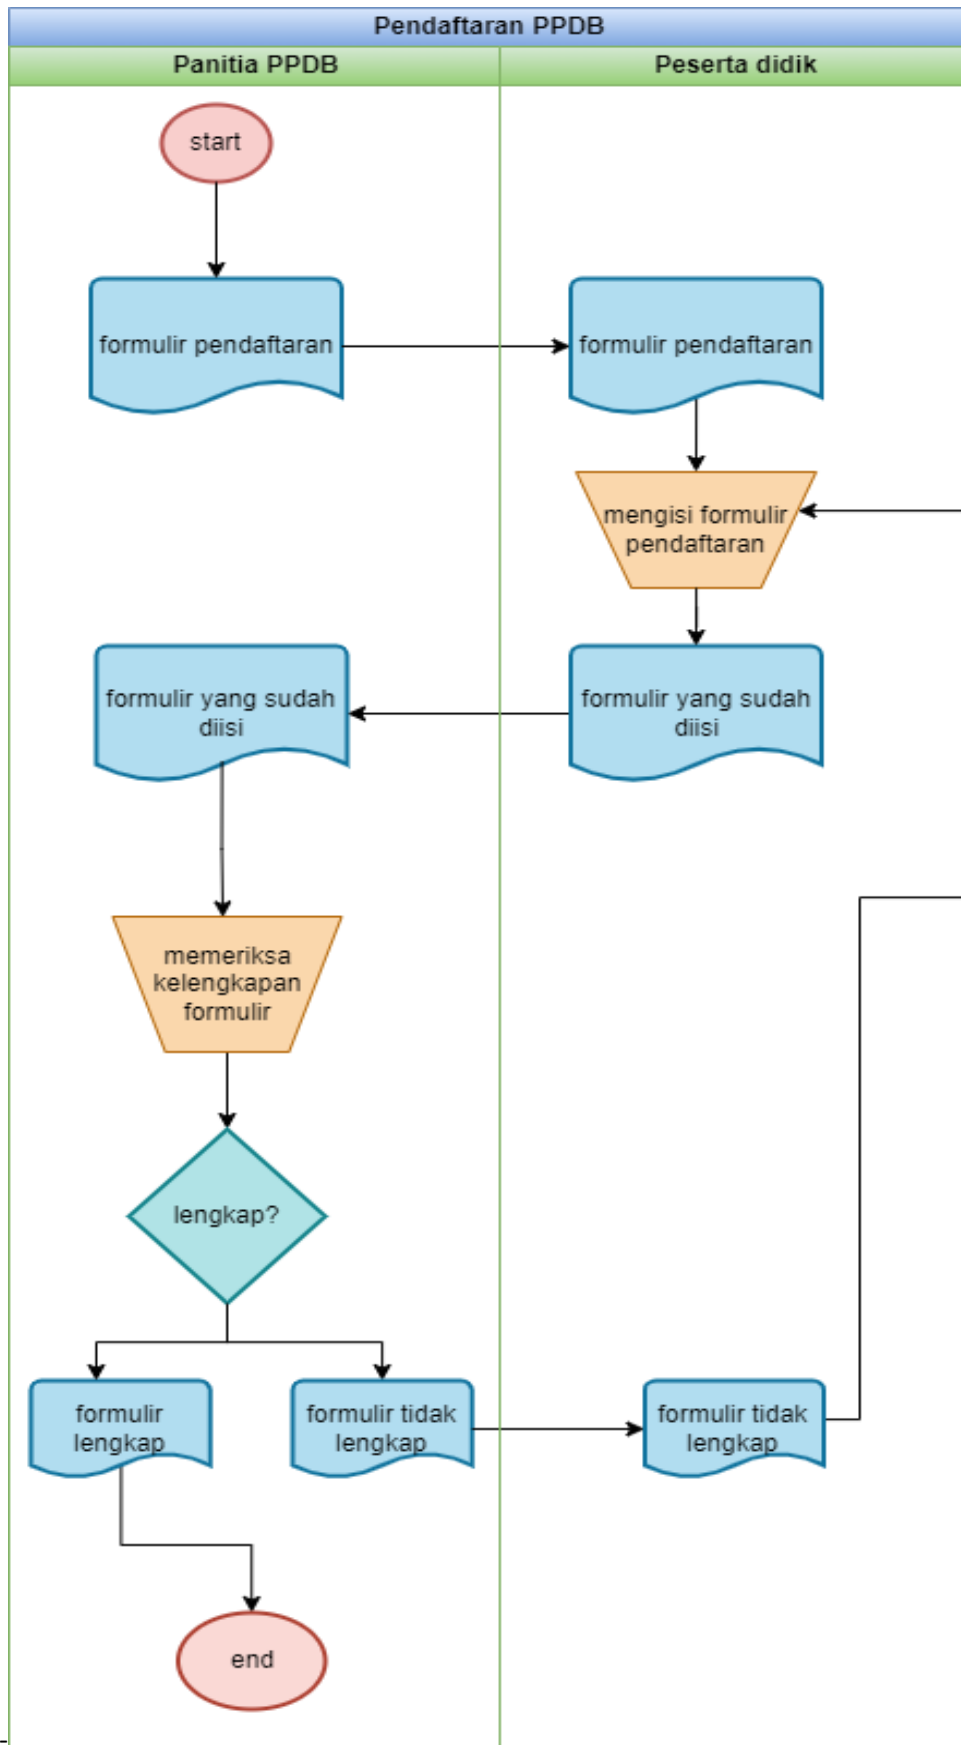 Pendaftaran PPDB
Panitia PPDB
Peserta didik
start
formulir pendaftaran
formulir pendaftaran
mengisi formulir
pendaftaran
formulir yang sudah
diisi
formulir yang sudah
diisi
memeriksa
kelengkapan
formulir
lengkap?
formulir
lengkap
formulir tidak
lengkap
formulir tidak
lengkap
end